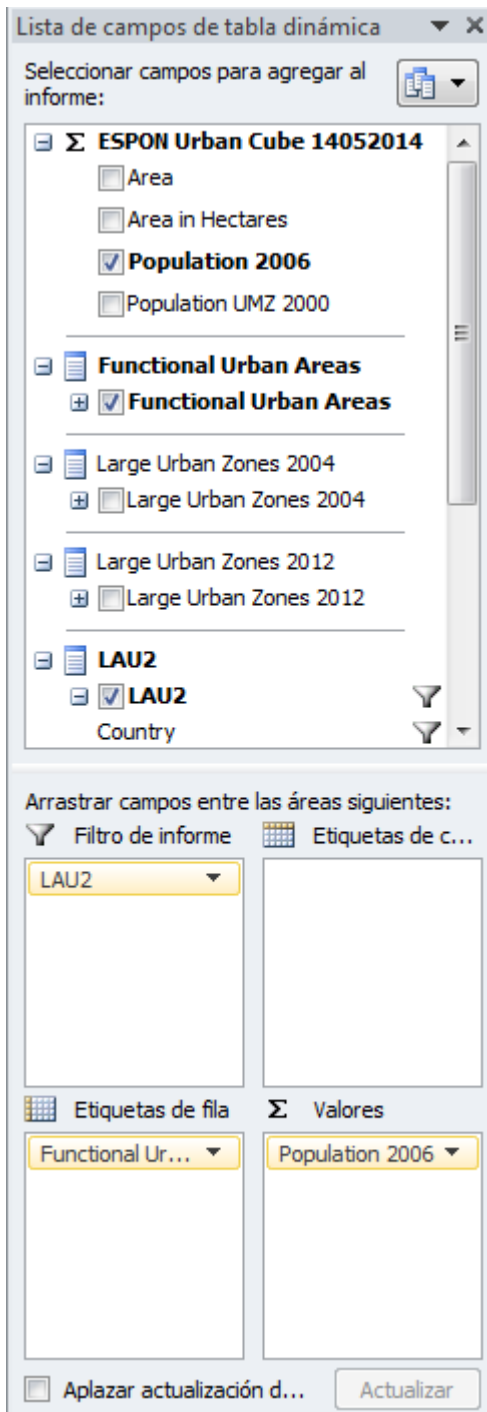 Lista de campos de tabla dinámica
Seleccionar campos para agregar al
informe:
Σ ESPON Urban Cube 14052014
Area
Area in Hectares
Population 2006
Population UMZ 2000
Functional Urban Areas
Functional Urban Areas
Large Urban Zones 2004
Large Urban Zones 2004
Large Urban Zones 2012
Large Urban Zones 2012
LAU2
LAU2
Country
Arrastrar campos entre las áreas siguientes:
Filtro de informe
Etiquetas de c...
LAU2
Etiquetas de fila
Σ Valores
Functional Ur...
Population 2006
Aplazar actualización d...
Actualizar